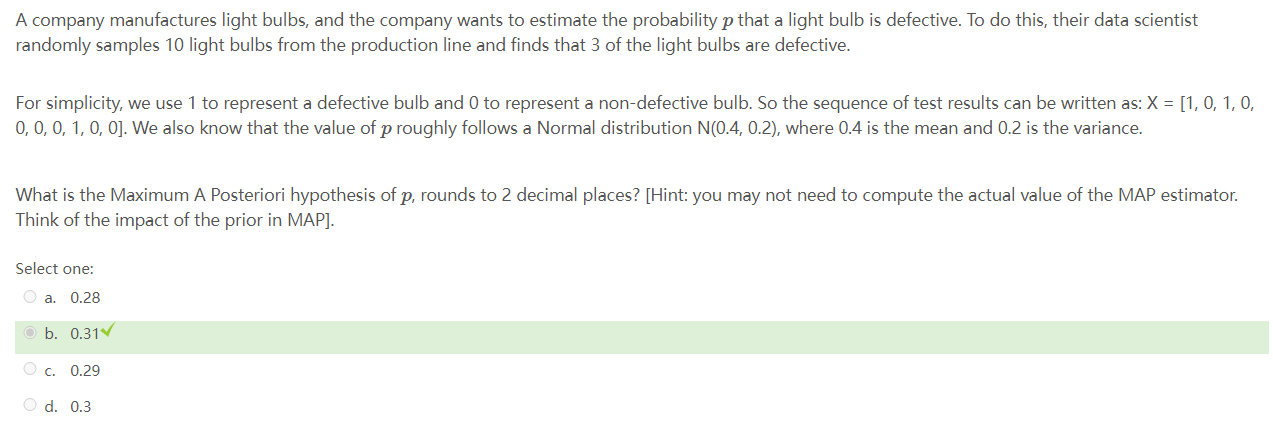 A company manufactures light bulbs, and the company wants to estimate the probability p that a light bulb is defective. To do this, their data scientist
randomly samples 10 light bulbs from the production line and finds that 3 of the light bulbs are defective.
For simplicity, we use 1 to represent a defective bulb and 0 to represent a non-defective bulb. So the sequence of test results can be written as: X = [1, 0, 1, 0,
0, 0, 0, 1, 0, 0]. We also know that the value of p roughly follows a Normal distribution N(0.4, 0.2), where 0.4 is the mean and 0.2 is the variance.
What is the Maximum A Posteriori hypothesis of p, rounds to 2 decimal places? [Hint: you may not need to compute the actual value of the MAP estimator.
Think of the impact of the prior in MAP].
Select one:
a. 0.28
b. 0.31
c. 0.29
d. 0.3